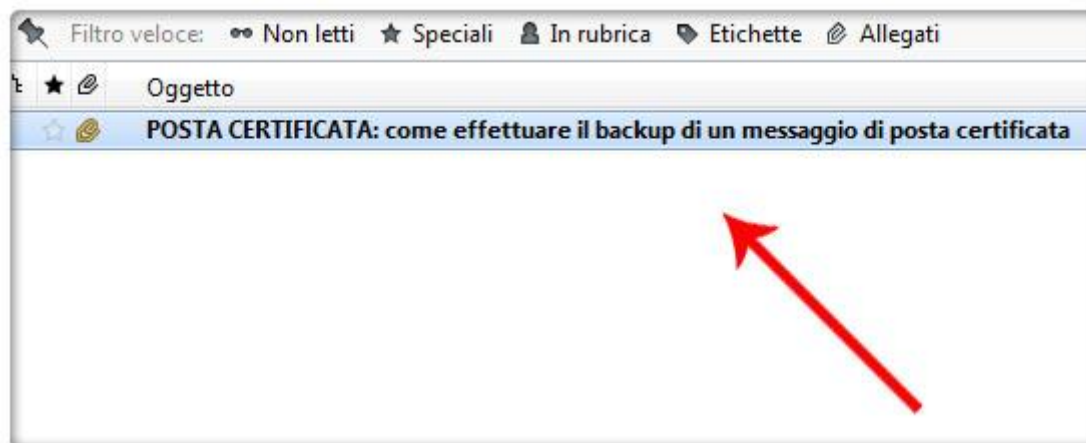 Filtro veloce: Non letti Speciali In rubrica Etichette Allegati
Oggetto
POSTA CERTIFICATA: come effettuare il backup di un messaggio di posta certificata